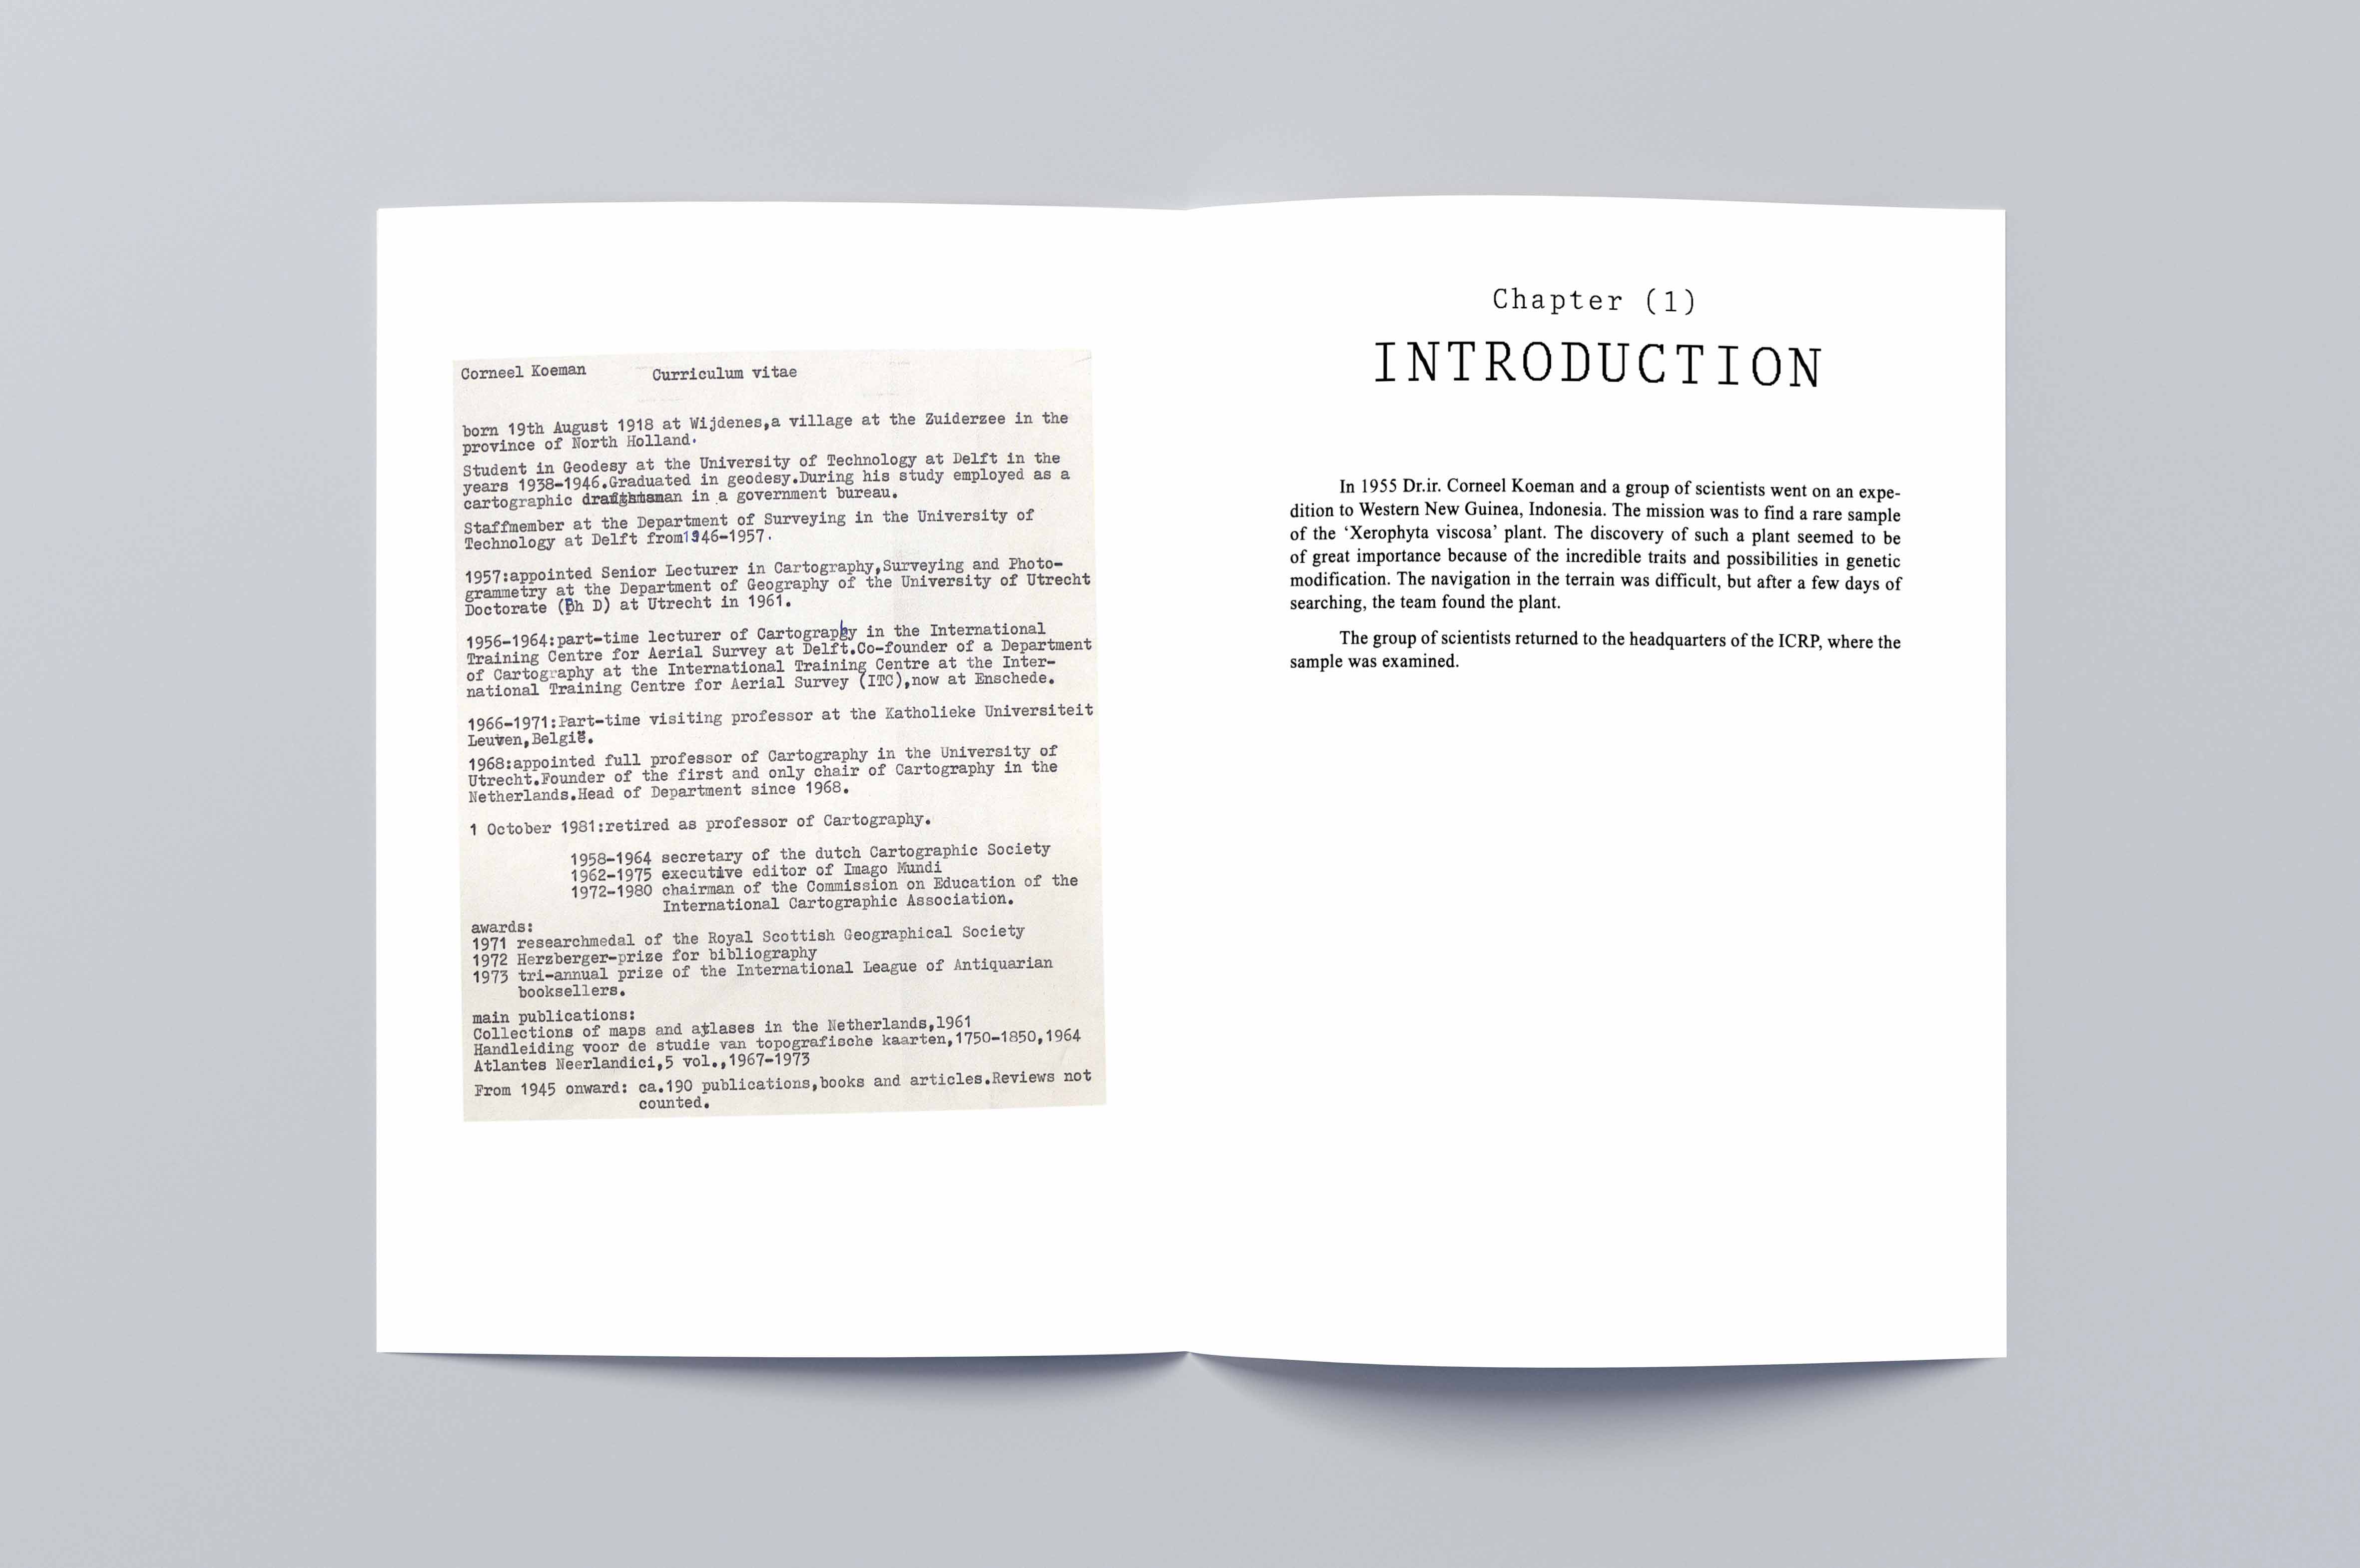 Corneel Koeman Curriculum vitae
born 19th August 1918 at Wijdenes,a village at the Zuiderzee in the
province of North Holland.
Student in Geodesy at the University of Technology at Delft in the
years 1938-1946.Graduated in geodesy.During his study employed as a
cartographic in a government bureau.
Staffmember at the Department of Surveying in the University of
Technology at Delft from1946-1957.
1957:appointed Senior Lecturer in Cartography,Surveying and Photo-
grammetry at the Department of Geography of the University of Utrecht
Doctorate (Ph D) at Utrecht in 1961.
1956-1964:part-time lecturer of Cartography in the International
Training Centre for Aerial Survey at Delft.Co-founder of a Department
of Cartography at the International Training Centre at the Inter-
national Training Centre for Aerial Survey (ITC),now at Enschede.
1966-1971:Part-time visiting professor at the Katholieke Universiteit
Leuven,België.
1968:appointed full professor of Cartography in the University of
Utrecht.Founder of the first and only chair of Cartography in the
Netherlands.Head of Department since 1968.
1 October 1981:retired as professor of Cartography.
1958-1964 secretary of the dutch Cartographic Society
1962-1975 executive editor of Imago Mundi
1972-1980 chairman of the Commission on Education of the
International Cartographic Association.
awards:
1971 researchmedal of the Royal Scottish Geographical Society
1972 Herzberger-prize for bibliography
1973 tri-annual prize of the International League of Antiquarian
booksellers.
main publications:
Collections of maps and atlases in the Netherlands,1961
Handleiding voor de studie van topografische kaarten,1750-1850,1964
Atlantes Neerlandici,5 vol.,1967-1973
From 1945 onward: ca.190 publications,books and articles.Reviews not
counted.
Chapter (1)
INTRODUCTION
In 1955 Dr.ir. Corneel Koeman and a group of scientists went on an expe-
dition to Western New Guinea, Indonesia. The mission was to find a rare sample
of the ‘Xerophyta viscosa’ plant. The discovery of such a plant seemed to be
of great importance because of the incredible traits and possibilities in genetic
modification. The navigation in the terrain was difficult, but after a few days of
searching, the team found the plant.
The group of scientists returned to the headquarters of the ICRP, where the
sample was examined.